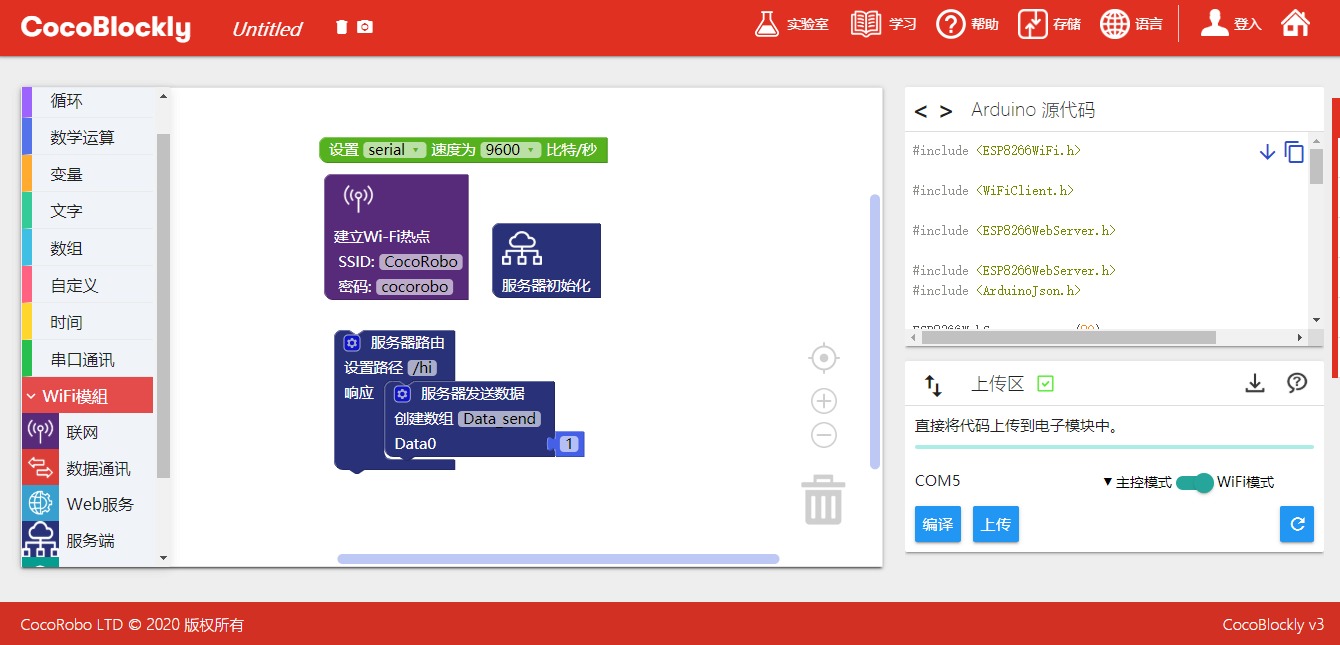 CocoBlockly
Untitled
实验室
学习
帮助
存储
语言
登入
循环
数学运算
变量
文字
数组
自定义
时间
串口通讯
WiFi模組
联网
数据通讯
Web服务
服务端
设置 serial 速度为 9600 比特/秒
建立Wi-Fi热点
SSID: CocoRobo
密码: cocorobo
服务器初始化
服务器路由
设置路径 /hi
响应 服务器发送数据
创建数组 Data_send
Data0 1
< > Arduino 源代码
#include <ESP8266WiFi.h>
#include <WiFiClient.h>
#include <ESP8266WebServer.h>
#include <ESP8266WebServer.h>
#include <ArduinoJson.h>
上传区
直接将代码上传到电子模块中。
COM5
主控模式 WiFi模式
编译 上传
CocoRobo LTD © 2020 版权所有
CocoBlockly v3